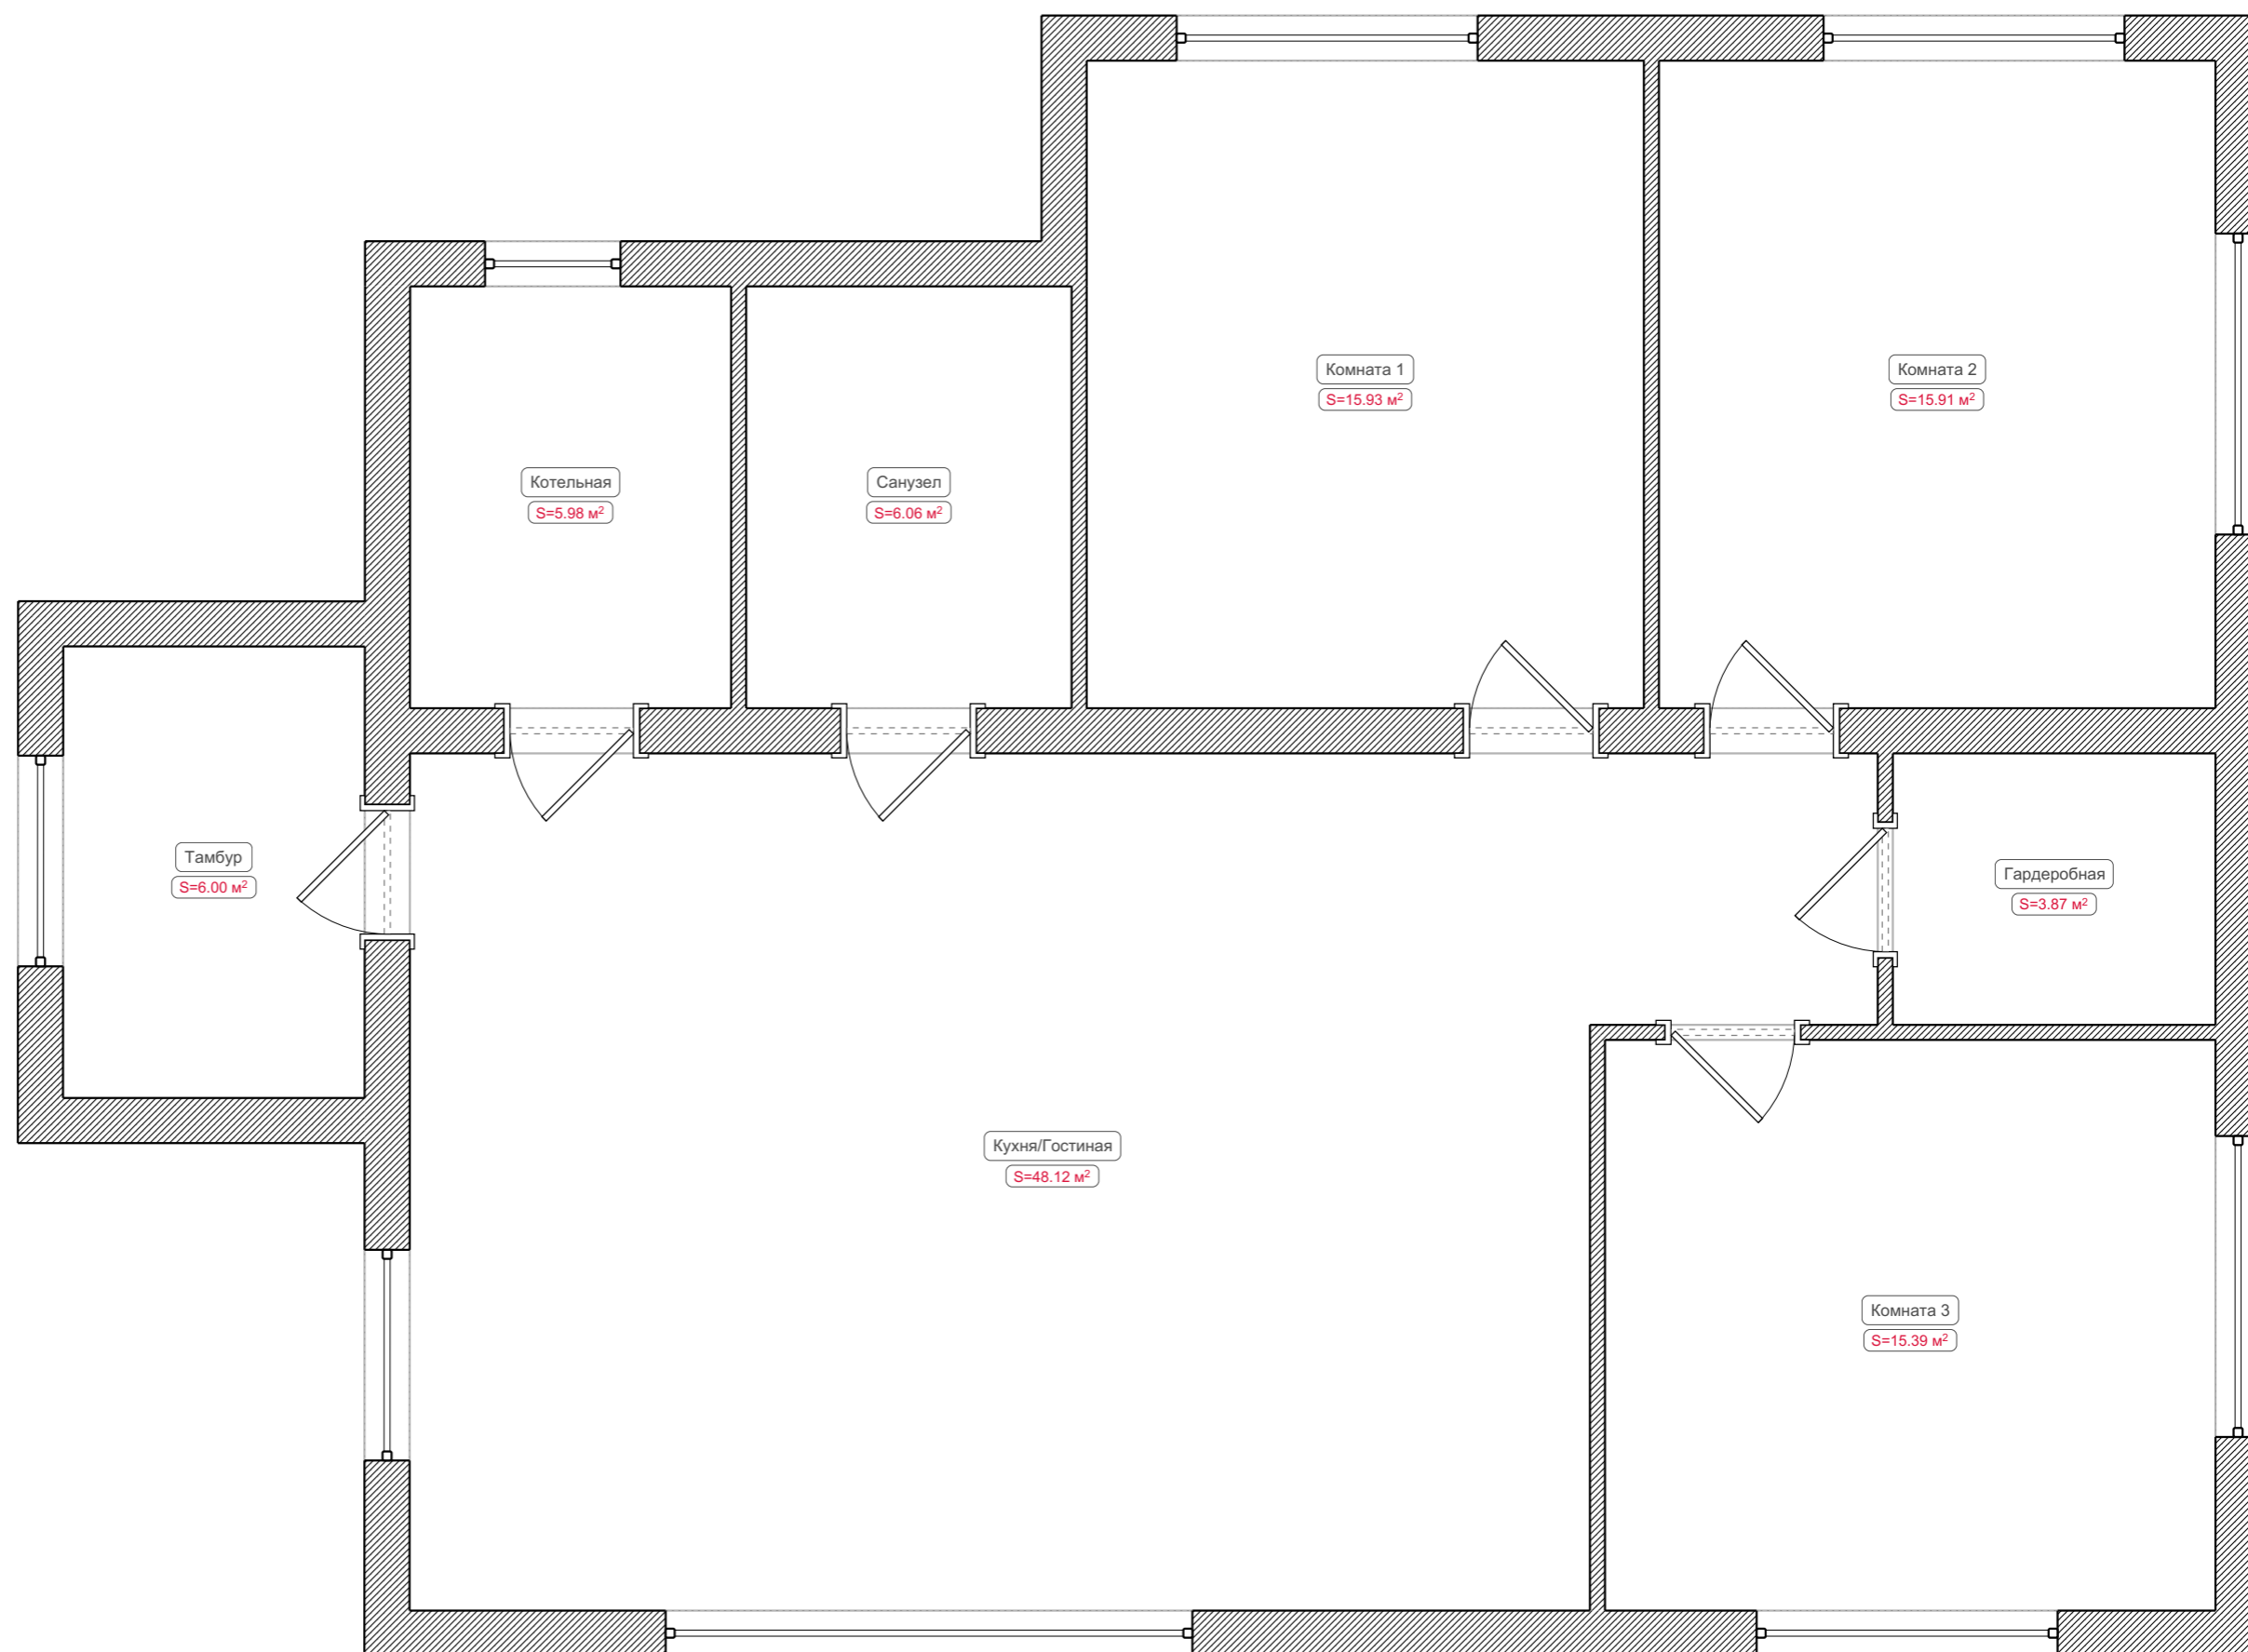 Комната 1
S=15.93 м²
Комната 2
S=15.91 м²
Котельная
S=5.98 м²
Санузел
S=6.06 м²
Тамбур
S=6.00 м²
Гардеробная
S=3.87 м²
Кухня/Гостиная
S=48.12 м²
Комната 3
S=15.39 м²